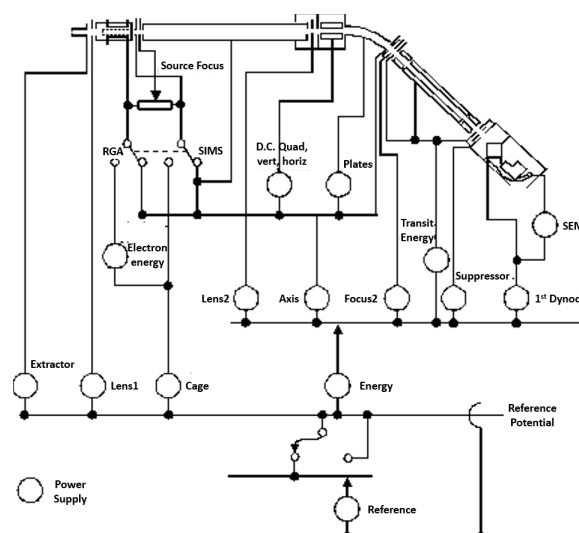 Source Focus
RGA
SIMS
D.C. Quad,
vert, horiz
Plates
Electron
energy
Transit
Energy
SEM
Lens2
Axis
Focus2
Suppressor
1st Dynod
Extractor
Lens1
Cage
Energy
Reference
Potential
Power
Supply
Reference